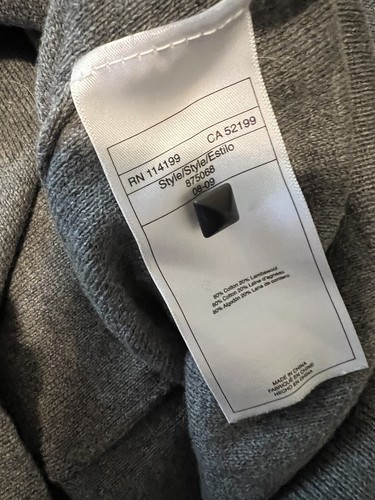 RN 114199 CA 52199
Style/Style/Estilo
875068
08-09
80% Cotton 20% Lambswool
80% Cotton 20% Laine d'agneau
80% Algodón 20% Lana de cordero
MADE IN CHINA
FABRIQUÉ EN CHINE
HECHO EN CHINA